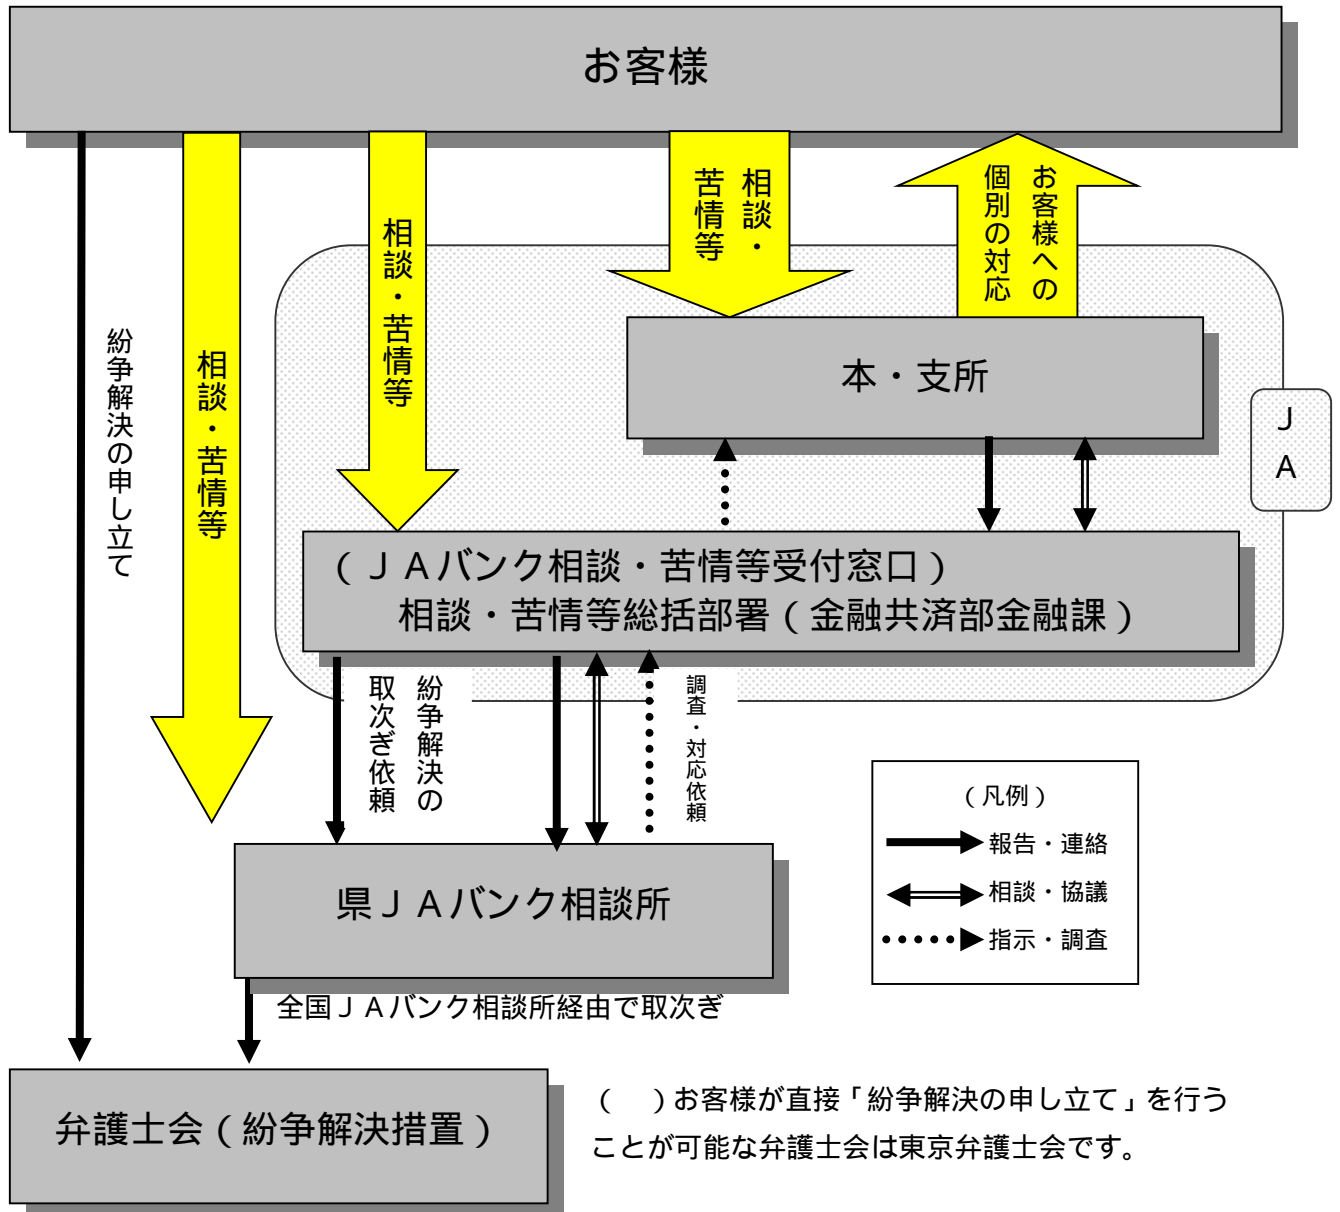 お客様
相談・
苦情等
お客様への
個別の対応
相談・苦情等
相談・苦情等
紛争解決の申し立て
本・支所
ＪＡ
（ＪＡバンク相談・苦情等受付窓口）
相談・苦情等総括部署（金融共済部金融課）
紛争解決の
取次ぎ依頼
調査・対応依頼
（凡例）
報告・連絡
相談・協議
指示・調査
県ＪＡバンク相談所
全国ＪＡバンク相談所経由で取次ぎ
弁護士会（紛争解決措置）
（　）お客様が直接「紛争解決の申し立て」を行う
ことが可能な弁護士会は東京弁護士会です。